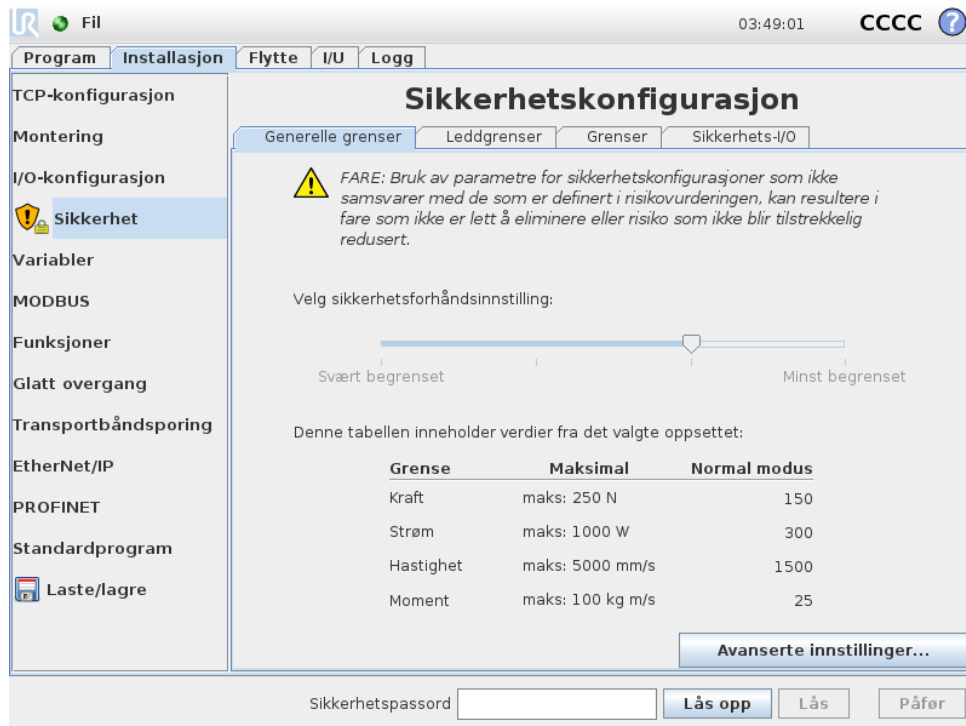 UR Fil 03:49:01 CCCC ?
Program Installasjon Flytte I/U Logg
TCP-konfigurasjon
Montering
I/O-konfigurasjon
Sikkerhet
Variabler
MODBUS
Funksjoner
Glatt overgang
Transportbåndsporing
EtherNet/IP
PROFINET
Standardprogram
Laste/lagre
Sikkerhetskonfigurasjon
Generelle grenser Leddgrenser Grenser Sikkerhets-I/O
FARE: Bruk av parametre for sikkerhetskonfigurasjoner som ikke
samsvarer med de som er definert i risikovurderingen, kan resultere i
fare som ikke er lett å eliminere eller risiko som ikke blir tilstrekkelig
redusert.
Velg sikkerhetsforhåndsinnstilling:
Svært begrenset Minst begrenset
Denne tabellen inneholder verdier fra det valgte oppsettet:
Grense Maksimal Normal modus
Kraft maks: 250 N 150
Strøm maks: 1000 W 300
Hastighet maks: 5000 mm/s 1500
Moment maks: 100 kg m/s 25
Avanserte innstillinger...
Sikkerhetspassord Lås opp Lås Påfør